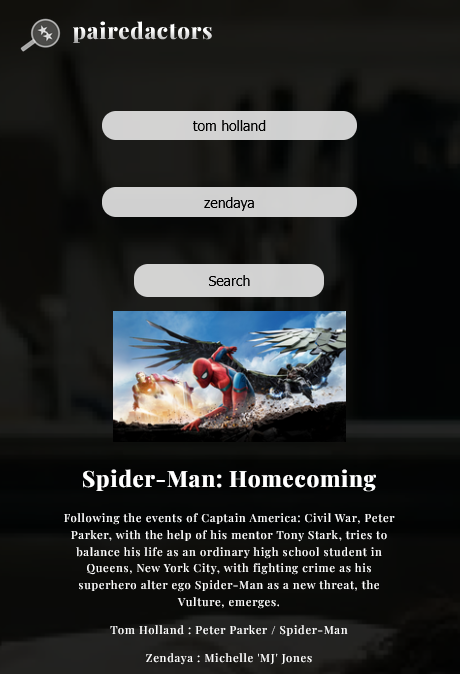 pairedactors
tom holland
zendaya
Search
Spider-Man: Homecoming
Following the events of Captain America: Civil War, Peter
Parker, with the help of his mentor Tony Stark, tries to
balance his life as an ordinary high school student in
Queens, New York City, with fighting crime as his
superhero alter ego Spider-Man as a new threat, the
Vulture, emerges.
Tom Holland : Peter Parker / Spider-Man
Zendaya : Michelle 'MJ' Jones